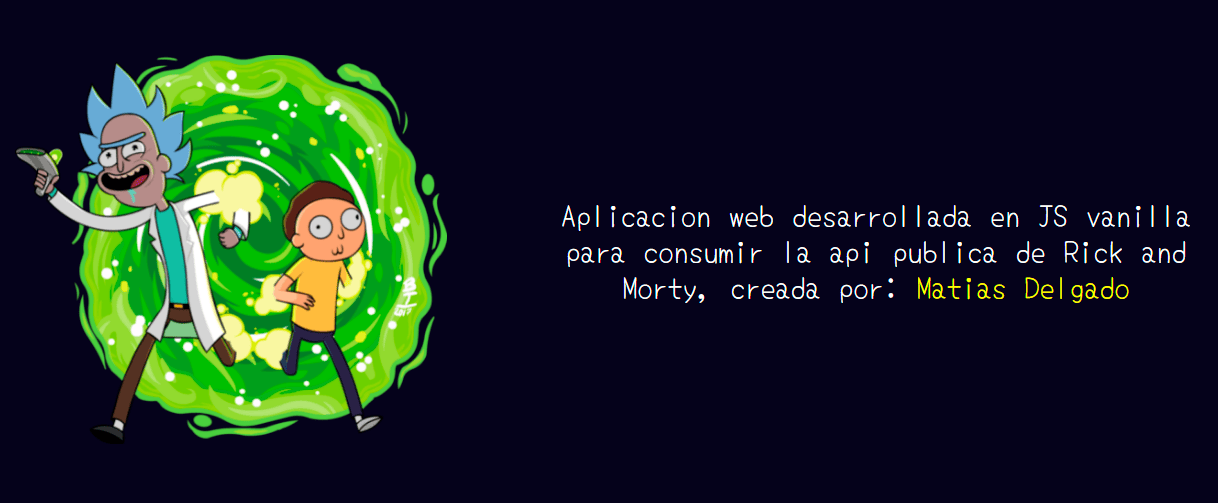 Aplicacion web desarrollada en JS vanilla
para consumir la api publica de Rick and
Morty, creada por: Matias Delgado